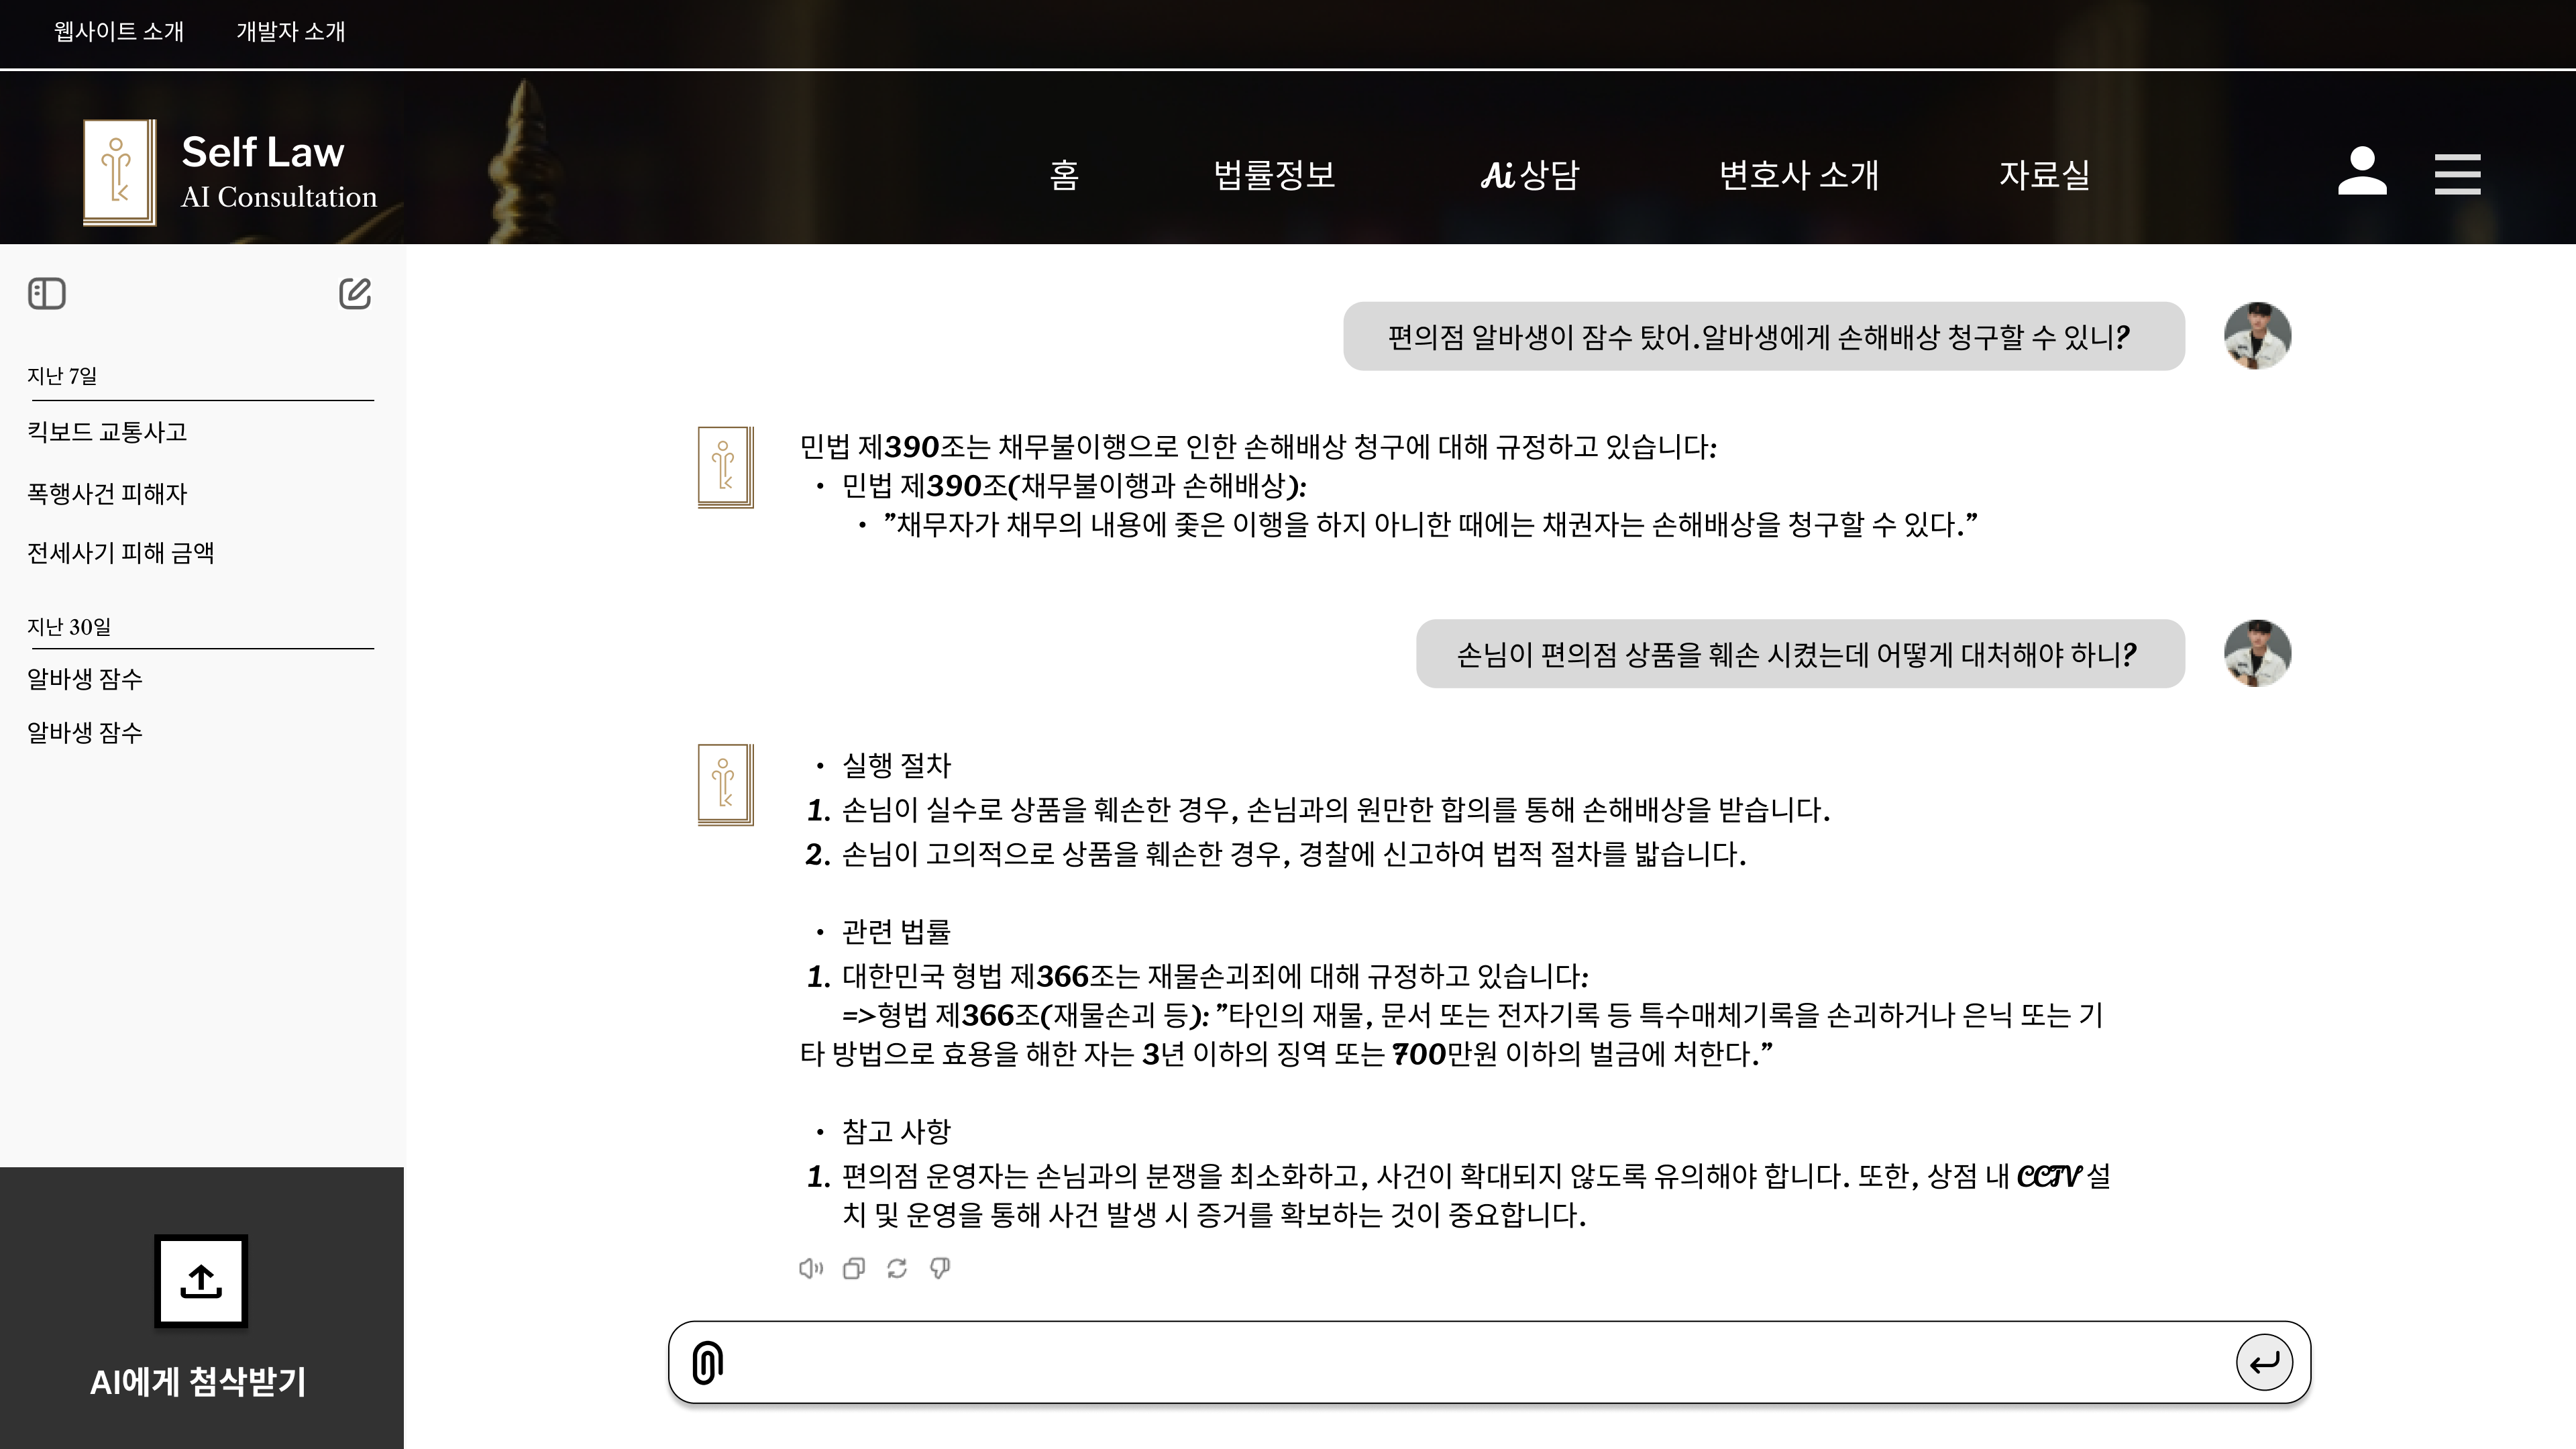 웹사이트 소개
개발자 소개
Self Law
AI Consultation
홈
법률정보
Ai 상담
변호사 소개
자료실
지난 7일
킥보드 교통사고
폭행사건 피해자
전세사기 피해 금액
지난 30일
알바생 잠수
알바생 잠수
AI에게 첨삭받기
편의점 알바생이 잠수 탔어.알바생에게 손해배상 청구할 수 있니?
민법 제390조는 채무불이행으로 인한 손해배상 청구에 대해 규정하고 있습니다:
• 민법 제390조(채무불이행과 손해배상):
• ”채무자가 채무의 내용에 좇은 이행을 하지 아니한 때에는 채권자는 손해배상을 청구할 수 있다.”
손님이 편의점 상품을 훼손 시켰는데 어떻게 대처해야 하니?
• 실행 절차
1. 손님이 실수로 상품을 훼손한 경우, 손님과의 원만한 합의를 통해 손해배상을 받습니다.
2. 손님이 고의적으로 상품을 훼손한 경우, 경찰에 신고하여 법적 절차를 밟습니다.
• 관련 법률
1. 대한민국 형법 제366조는 재물손괴죄에 대해 규정하고 있습니다:
=>형법 제366조(재물손괴 등): ”타인의 재물, 문서 또는 전자기록 등 특수매체기록을 손괴하거나 은닉 또는 기
타 방법으로 효용을 해한 자는 3년 이하의 징역 또는 700만원 이하의 벌금에 처한다.”
• 참고 사항
1. 편의점 운영자는 손님과의 분쟁을 최소화하고, 사건이 확대되지 않도록 유의해야 합니다. 또한, 상점 내 CCTV 설
치 및 운영을 통해 사건 발생 시 증거를 확보하는 것이 중요합니다.